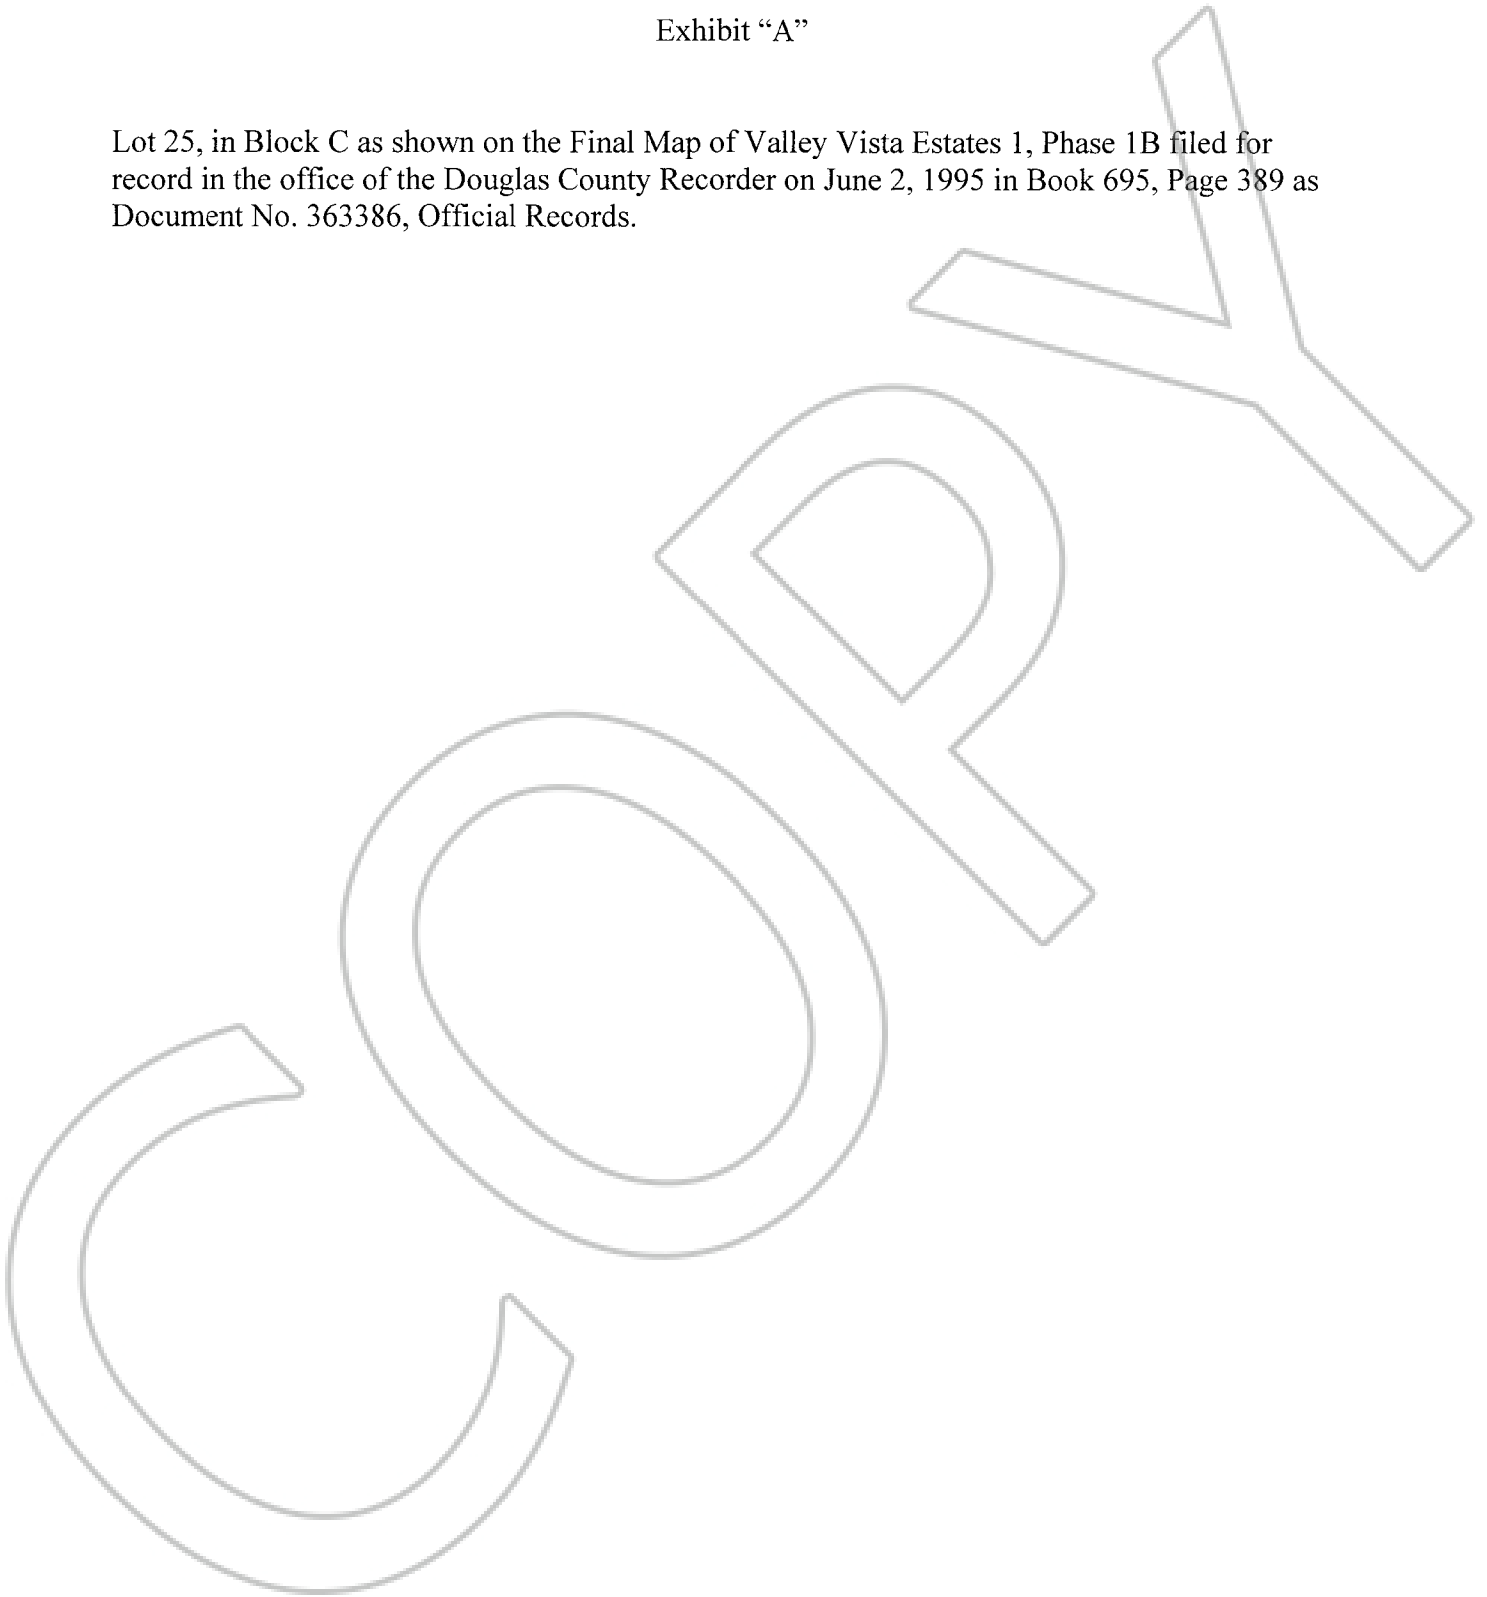 Exhibit “A”
Lot 25, in Block C as shown on the Final Map of Valley Vista Estates 1, Phase 1B filed for
record in the office of the Douglas County Recorder on June 2, 1995 in Book 695, Page 389 as
Document No. 363386, Official Records.
COPY